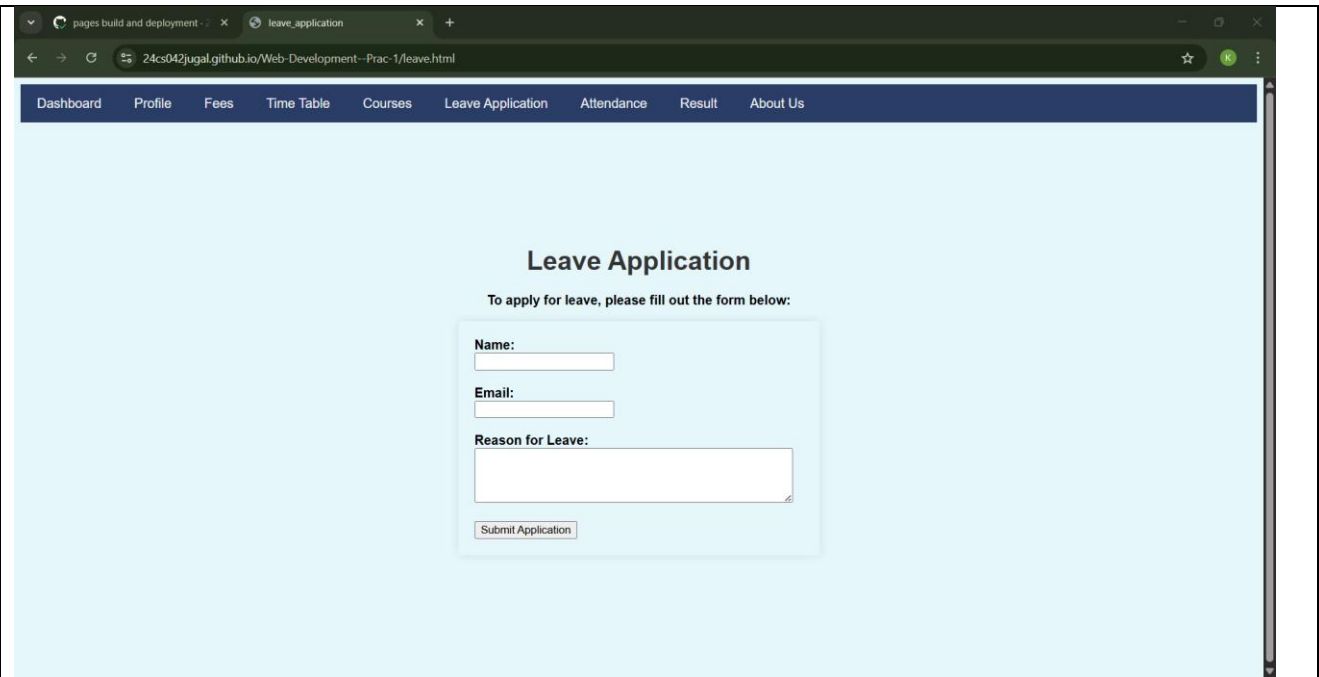 pages build and deployment - 2
leave_application
24cs042jugal.github.io/Web-Development--Prac-1/leave.html
K
Dashboard Profile Fees Time Table Courses Leave Application Attendance Result About Us
Leave Application
To apply for leave, please fill out the form below:
Name:
Email:
Reason for Leave:
Submit Application